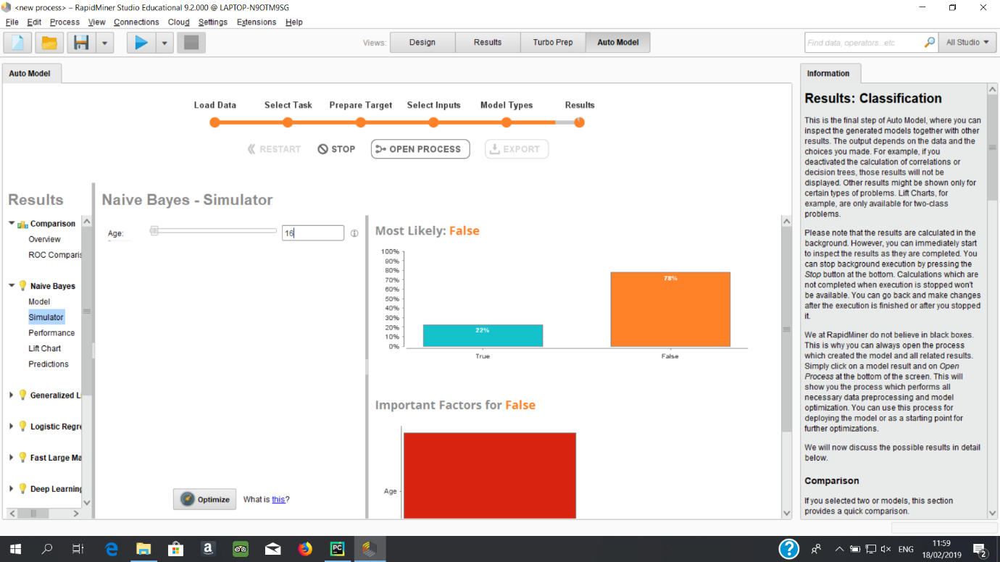 <new process> – RapidMiner Studio Educational 9.2.000 @ LAPTOP-N9OTM9SG
File Edit Process View Connections Cloud Settings Extensions Help
Views: Design Results Turbo Prep Auto Model
Find data, operators...etc
All Studio
Auto Model
Load Data Select Task Prepare Target Select Inputs Model Types Results
RESTART STOP OPEN PROCESS EXPORT
Results
Comparison
Overview
ROC Comparis
Naive Bayes
Model
Simulator
Performance
Lift Chart
Predictions
Generalized Li
Logistic Regre
Fast Large Ma
Deep Learning
Naive Bayes - Simulator
Age: 16
Optimize What is this?
Most Likely: False
100%
90%
80%
70%
60%
50%
40%
30%
20%
10%
0%
22%
78%
True False
Important Factors for False
Age
Information
Results: Classification
This is the final step of Auto Model, where you can
inspect the generated models together with other
results. The output depends on the data and the
choices you made. For example, if you
deactivated the calculation of correlations or
decision trees, those results will not be
displayed. Other results might be shown only for
certain types of problems. Lift Charts, for
example, are only available for two-class
problems.
Please note that the results are calculated in the
background. However, you can immediately start
to inspect the results as they are completed. You
can stop background execution by pressing the
Stop button at the bottom. Calculations which are
not completed when execution is stopped won't
be available. You can go back and make changes
after the execution is finished or after you stopped
it.
We at RapidMiner do not believe in black boxes.
This is why you can always open the process
which created the model and all related results.
Simply click on a model result and on Open
Process at the bottom of the screen. This will
show you the process which performs all
necessary data preprocessing and model
optimization. You can use this process for
deploying the model or as a starting point for
further optimizations.
We will now discuss the possible results in detail
below.
Comparison
If you selected two or models, this section
provides a quick comparison.
a
PC
ENG
11:59
18/02/2019
2